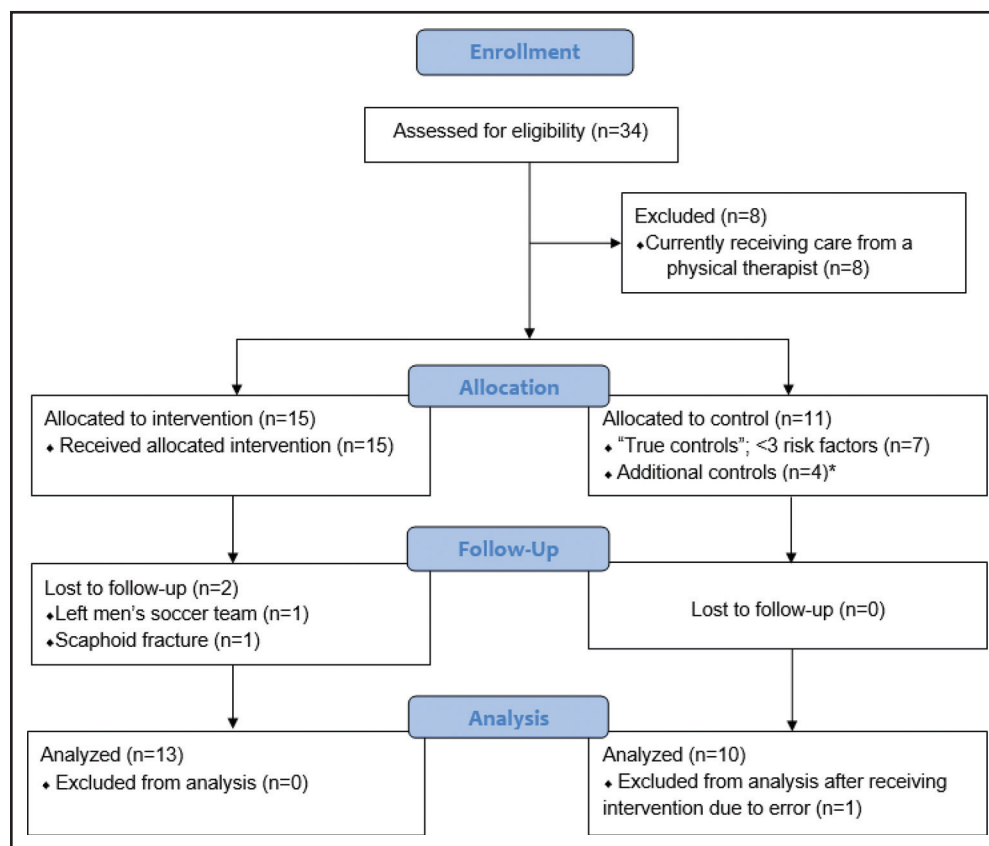 Enrollment
Assessed for eligibility (n=34)
Excluded (n=8)
⬥Currently receiving care from a
physical therapist (n=8)
Allocation
Allocated to intervention (n=15)
⬥ Received allocated intervention (n=15)
Allocated to control (n=11)
⬥ “True controls”; <3 risk factors (n=7)
⬥ Additional controls (n=4)*
Follow-Up
Lost to follow-up (n=2)
⬥Left men’s soccer team (n=1)
⬥Scaphoid fracture (n=1)
Lost to follow-up (n=0)
Analysis
Analyzed (n=13)
⬥ Excluded from analysis (n=0)
Analyzed (n=10)
⬥ Excluded from analysis after receiving
intervention due to error (n=1)